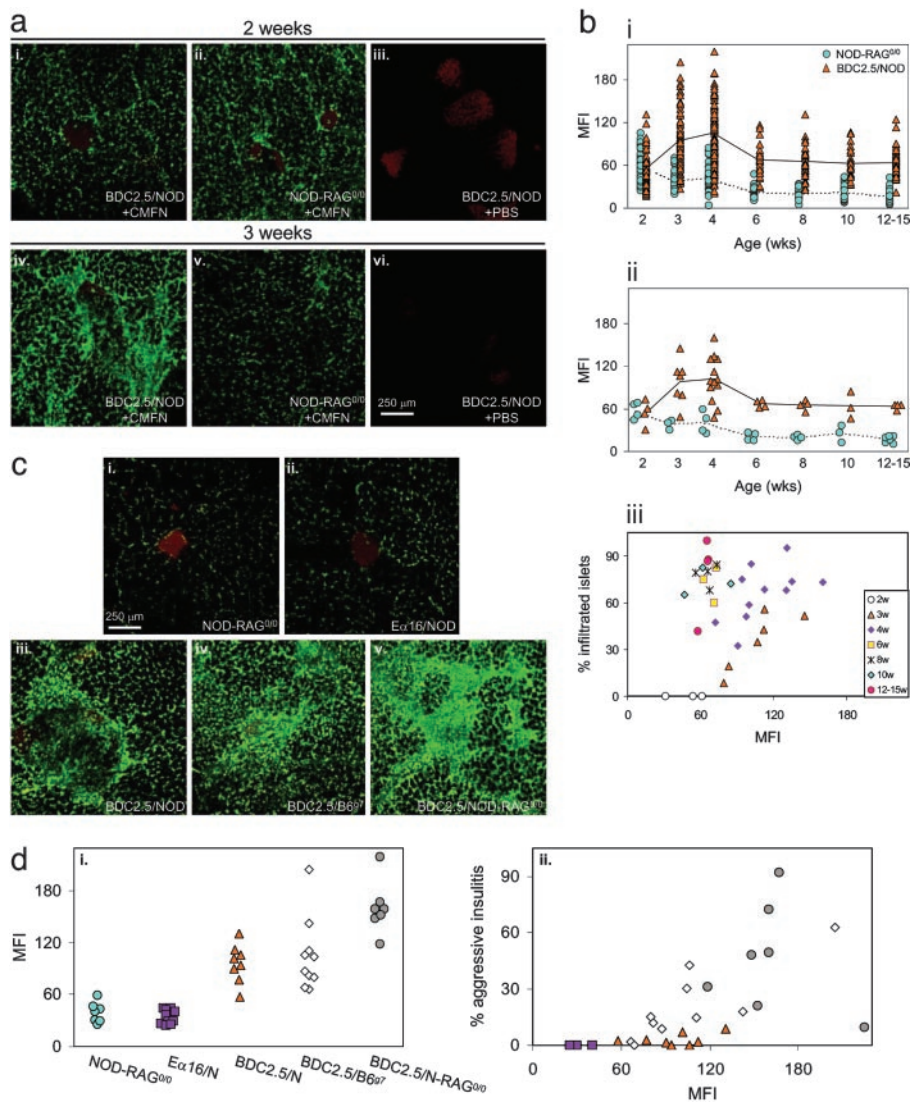 a
2 weeks
i.
BDC2.5/NOD
+CMFN
ii.
NOD-RAG0/0
+CMFN
iii.
BDC2.5/NOD
+PBS
3 weeks
iv.
BDC2.5/NOD
+CMFN
v.
NOD-RAG0/0
+CMFN
vi.
250 μm
BDC2.5/NOD
+PBS
b
i
NOD-RAG0/0
BDC2.5/NOD
MFI
240
180
120
60
0
2 3 4 6 8 10 12-15
Age (wks)
ii
MFI
180
120
60
0
2 3 4 6 8 10 12-15
Age (wks)
iii
% infiltrated islets
90
60
30
0
0 60 120 180
MFI
2w
3w
4w
6w
8w
10w
12-15w
c
i.
250 μm
NOD-RAG0/0
ii.
Eα16/NOD
iii.
BDC2.5/NOD
iv.
BDC2.5/B6g7
v.
BDC2.5/NOD-RAG0/0
d
i.
MFI
180
120
60
0
NOD-RAG0/0
Eα16/N
BDC2.5/N
BDC2.5/B6g7
BDC2.5/N-RAG0/0
ii.
% aggressive insulitis
90
60
30
0
0 60 120 180
MFI